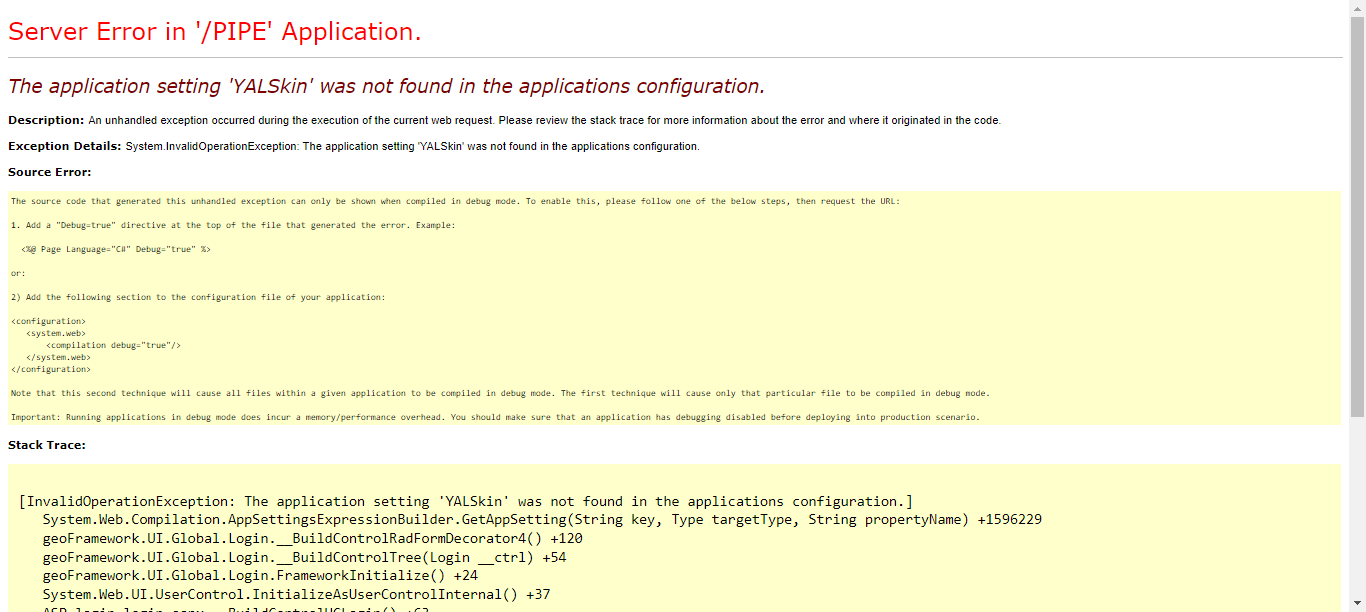 Server Error in '/PIPE' Application.
The application setting 'YALSkin' was not found in the applications configuration.
Description: An unhandled exception occurred during the execution of the current web request. Please review the stack trace for more information about the error and where it originated in the code.
Exception Details: System.InvalidOperationException: The application setting 'YALSkin' was not found in the applications configuration.
Source Error:
The source code that generated this unhandled exception can only be shown when compiled in debug mode. To enable this, please follow one of the below steps, then request the URL:
1. Add a "Debug=true" directive at the top of the file that generated the error. Example:
<%@ Page Language="C#" Debug="true" %>
or:
2) Add the following section to the configuration file of your application:
<configuration>
<system.web>
<compilation debug="true"/>
</system.web>
</configuration>
Note that this second technique will cause all files within a given application to be compiled in debug mode. The first technique will cause only that particular file to be compiled in debug mode.
Important: Running applications in debug mode does incur a memory/performance overhead. You should make sure that an application has debugging disabled before deploying into production scenario.
Stack Trace:
[InvalidOperationException: The application setting 'YALSkin' was not found in the applications configuration.]
System.Web.Compilation.AppSettingsExpressionBuilder.GetAppSetting(String key, Type targetType, String propertyName) +1596229
geoFramework.UI.Global.Login.__BuildControlRadFormDecorator4() +120
geoFramework.UI.Global.Login.__BuildControlTree(Login __ctrl) +54
geoFramework.UI.Global.Login.FrameworkInitialize() +24
System.Web.UI.UserControl.InitializeAsUserControlInternal() +37